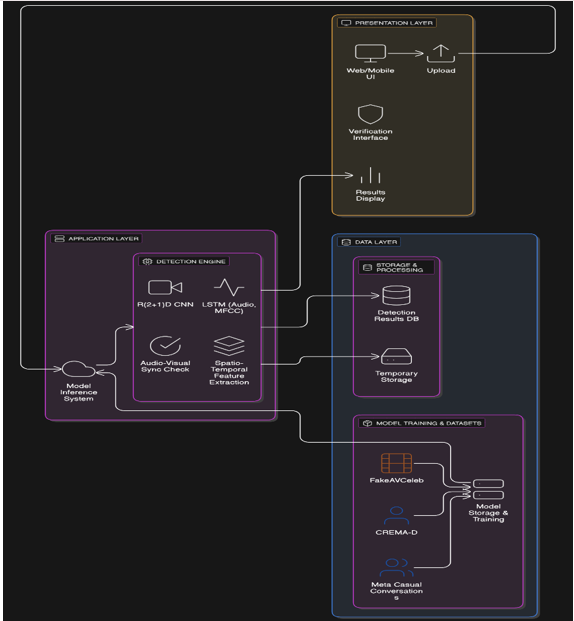 PRESENTATION LAYER
Web/Mobile
UI
Upload
Verification
Interface
Results
Display
APPLICATION LAYER
DETECTION ENGINE
R(2+1)D CNN
LSTM (Audio,
MFCC)
Audio-Visual
Sync Check
Spatio-
Temporal
Feature
Extraction
Model
Inference
System
DATA LAYER
STORAGE &
PROCESSING
Detection
Results DB
Temporary
Storage
MODEL TRAINING & DATASETS
FakeAVCeleb
CREMA-D
Meta Casual
Conversation
s
Model
Storage &
Training